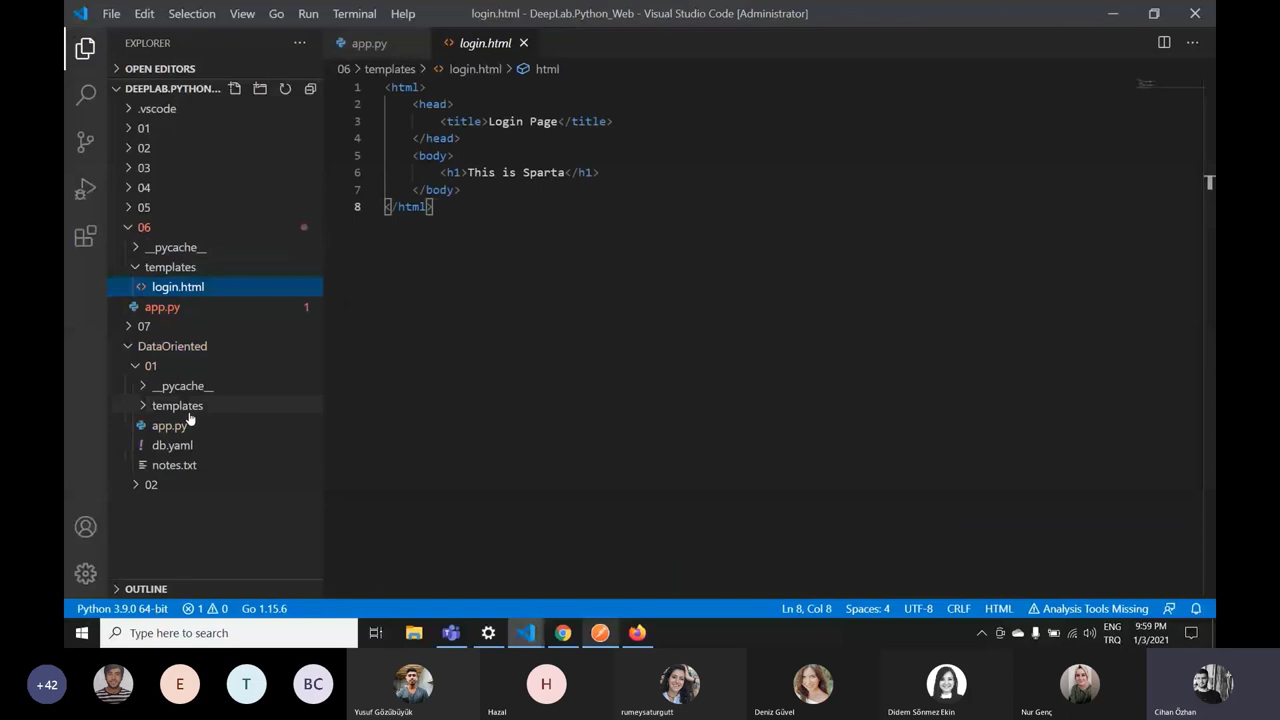 File Edit Selection View Go Run Terminal Help
login.html - DeepLab.Python_Web - Visual Studio Code [Administrator]
EXPLORER
OPEN EDITORS
DEEPLAB.PYTHON...
.vscode
01
02
03
04
05
06
__pycache__
templates
login.html
app.py 1
07
DataOriented
01
__pycache__
templates
app.py
db.yaml
notes.txt
02
OUTLINE
app.py login.html
06 > templates > login.html > html
1 <html>
2 <head>
3 <title>Login Page</title>
4 </head>
5 <body>
6 <h1>This is Sparta</h1>
7 </body>
8 </html>
Python 3.9.0 64-bit 1 0 Go 1.15.6 Ln 8, Col 8 Spaces: 4 UTF-8 CRLF HTML Analysis Tools Missing
Type here to search
ENG
TRQ
9:59 PM
1/3/2021
+42 E T BC H
Yusuf Gözübüyük Hazal rumeysaturgutt Deniz Güvel Didem Sönmez Ekin Nur Genç Cihan Özhan